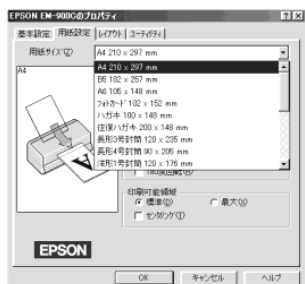 EPSON EM-900Cのプロパティ
基本設定 用紙設定 レイアウト ユーティリティ
用紙サイズ(Z) A4 210 x 297 mm
A4
A4 210 x 297 mm
B5 182 x 257 mm
A6 105 x 148 mm
フォトカード 102 x 152 mm
ハガキ 100 x 148 mm
往復ハガキ 200 x 148 mm
長形3号封筒 120 x 235 mm
長形4号封筒 90 x 205 mm
洋形1号封筒 120 x 176 mm
180度回転
印刷可能領域
標準(D) 最大(X)
センタリング(T)
EPSON
OK キャンセル ヘルプ